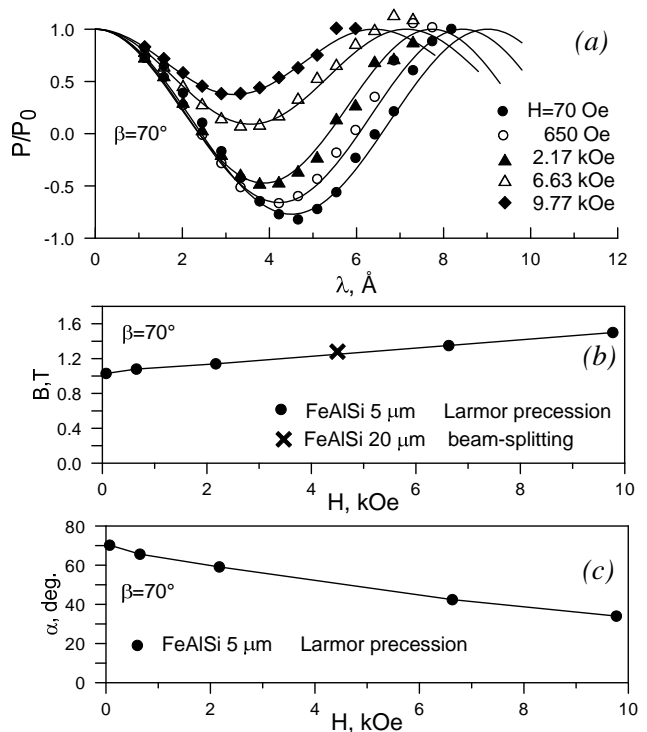 1.0
(a)
0.5
P/P0
0.0
β=70°
H=70 Oe
650 Oe
2.17 kOe
6.63 kOe
9.77 kOe
-0.5
-1.0
0 2 4 6 8 10 12
λ, Å
1.6
β=70°
1.2
(b)
B,T
0.8
FeAlSi 5 μm Larmor precession
0.4
FeAlSi 20 μm beam-splitting
0.0
0 2 4 6 8 10
H, kOe
80
60
(c)
α, deg.
40
β=70°
20
FeAlSi 5 μm Larmor precession
0
0 2 4 6 8 10
H, kOe